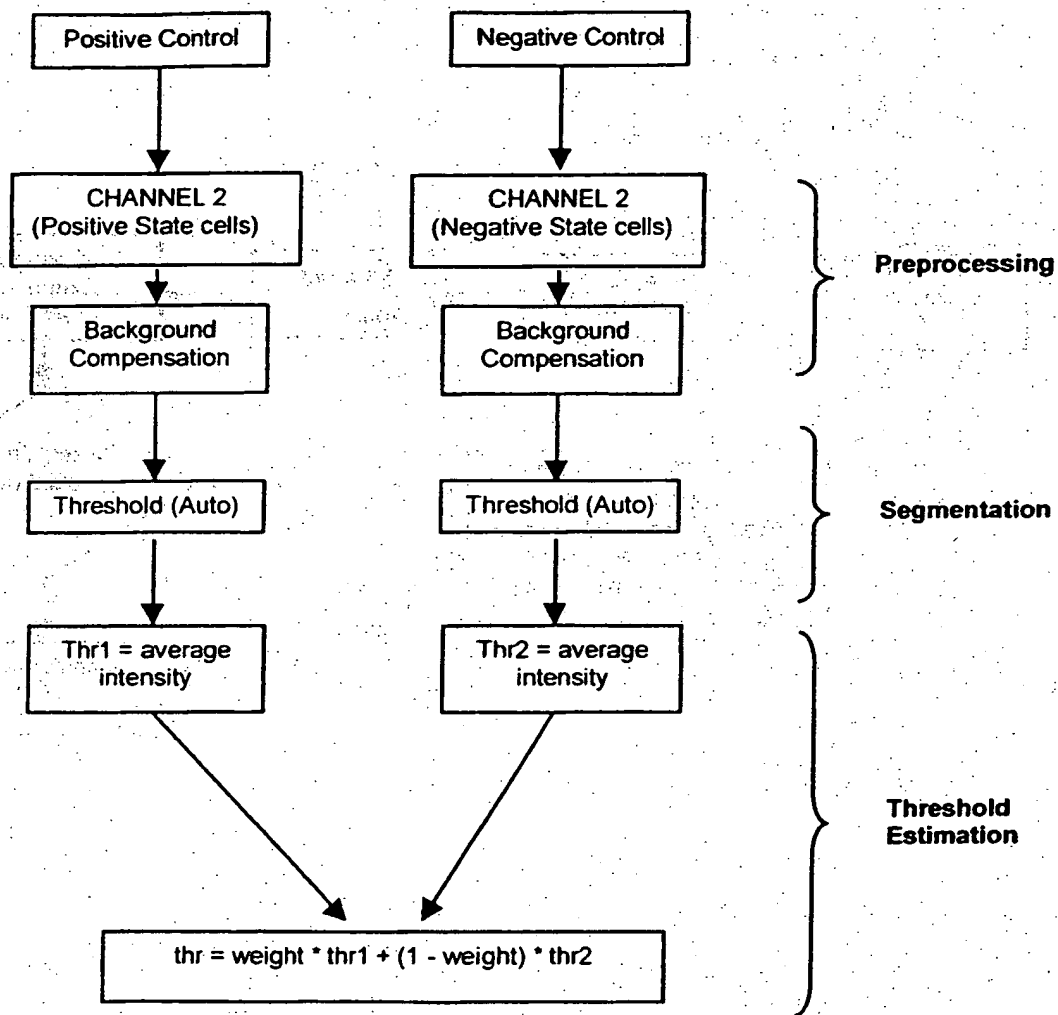 Positive Control
Negative Control
CHANNEL 2
(Positive State cells)
CHANNEL 2
(Negative State cells)
Preprocessing
Background
Compensation
Background
Compensation
Threshold (Auto)
Threshold (Auto)
Segmentation
Thr1 = average
intensity
Thr2 = average
intensity
Threshold
Estimation
thr = weight * thr1 + (1 - weight) * thr2